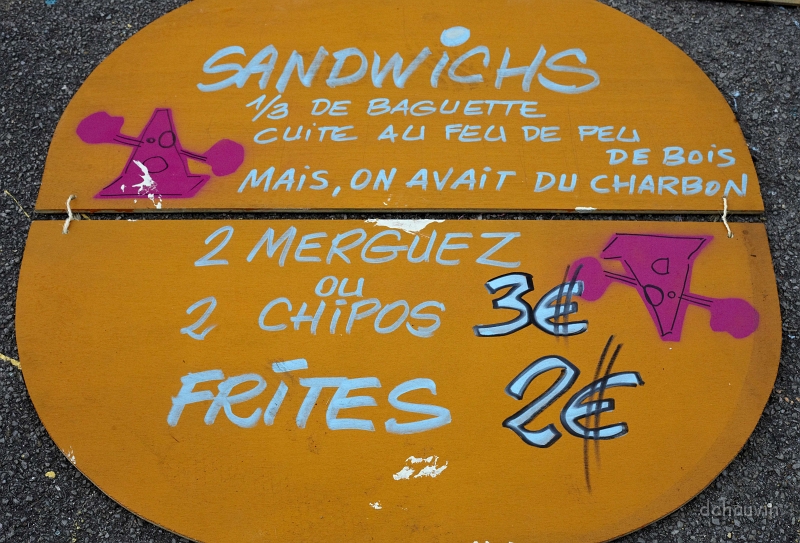 SANDWICHS
1/3 DE BAGUETTE
CUITE AU FEU DE PEU
DE BOIS
MAIS, ON AVAIT DU CHARBON
2 MERGUEZ
OU
2 CHIPOS 3€
FRITES 2€
dchauvin